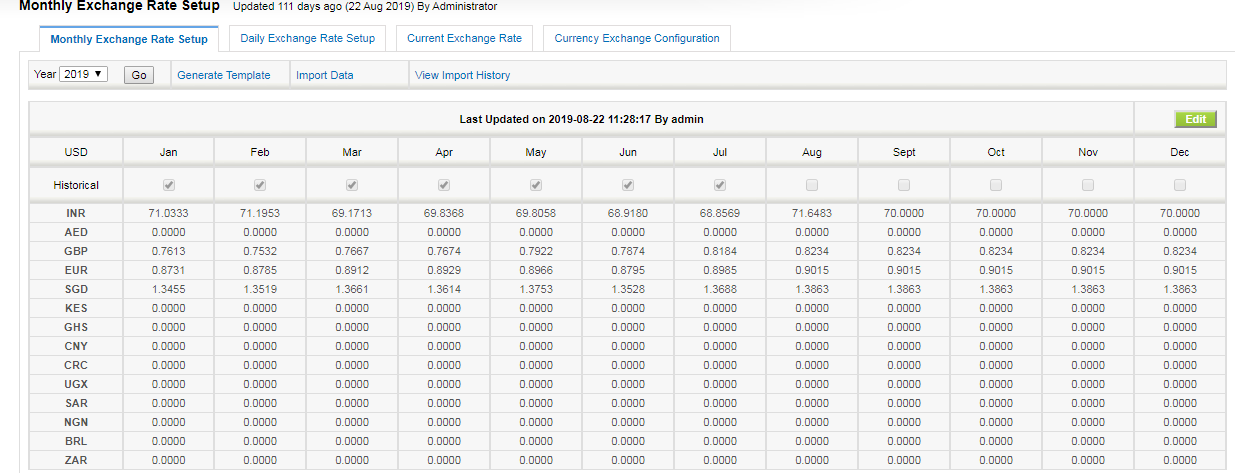 Monthly Exchange Rate Setup Updated 111 days ago (22 Aug 2019) By Administrator
Monthly Exchange Rate Setup Daily Exchange Rate Setup Current Exchange Rate Currency Exchange Configuration
Year 2019 Go Generate Template Import Data View Import History
Last Updated on 2019-08-22 11:28:17 By admin Edit
USD Jan Feb Mar Apr May Jun Jul Aug Sept Oct Nov Dec
Historical
INR 71.0333 71.1953 69.1713 69.8368 69.8058 68.9180 68.8569 71.6483 70.0000 70.0000 70.0000 70.0000
AED 0.0000 0.0000 0.0000 0.0000 0.0000 0.0000 0.0000 0.0000 0.0000 0.0000 0.0000 0.0000
GBP 0.7613 0.7532 0.7667 0.7674 0.7922 0.7874 0.8184 0.8234 0.8234 0.8234 0.8234 0.8234
EUR 0.8731 0.8785 0.8912 0.8929 0.8966 0.8795 0.8985 0.9015 0.9015 0.9015 0.9015 0.9015
SGD 1.3455 1.3519 1.3661 1.3614 1.3753 1.3528 1.3688 1.3863 1.3863 1.3863 1.3863 1.3863
KES 0.0000 0.0000 0.0000 0.0000 0.0000 0.0000 0.0000 0.0000 0.0000 0.0000 0.0000 0.0000
GHS 0.0000 0.0000 0.0000 0.0000 0.0000 0.0000 0.0000 0.0000 0.0000 0.0000 0.0000 0.0000
CNY 0.0000 0.0000 0.0000 0.0000 0.0000 0.0000 0.0000 0.0000 0.0000 0.0000 0.0000 0.0000
CRC 0.0000 0.0000 0.0000 0.0000 0.0000 0.0000 0.0000 0.0000 0.0000 0.0000 0.0000 0.0000
UGX 0.0000 0.0000 0.0000 0.0000 0.0000 0.0000 0.0000 0.0000 0.0000 0.0000 0.0000 0.0000
SAR 0.0000 0.0000 0.0000 0.0000 0.0000 0.0000 0.0000 0.0000 0.0000 0.0000 0.0000 0.0000
NGN 0.0000 0.0000 0.0000 0.0000 0.0000 0.0000 0.0000 0.0000 0.0000 0.0000 0.0000 0.0000
BRL 0.0000 0.0000 0.0000 0.0000 0.0000 0.0000 0.0000 0.0000 0.0000 0.0000 0.0000 0.0000
ZAR 0.0000 0.0000 0.0000 0.0000 0.0000 0.0000 0.0000 0.0000 0.0000 0.0000 0.0000 0.0000